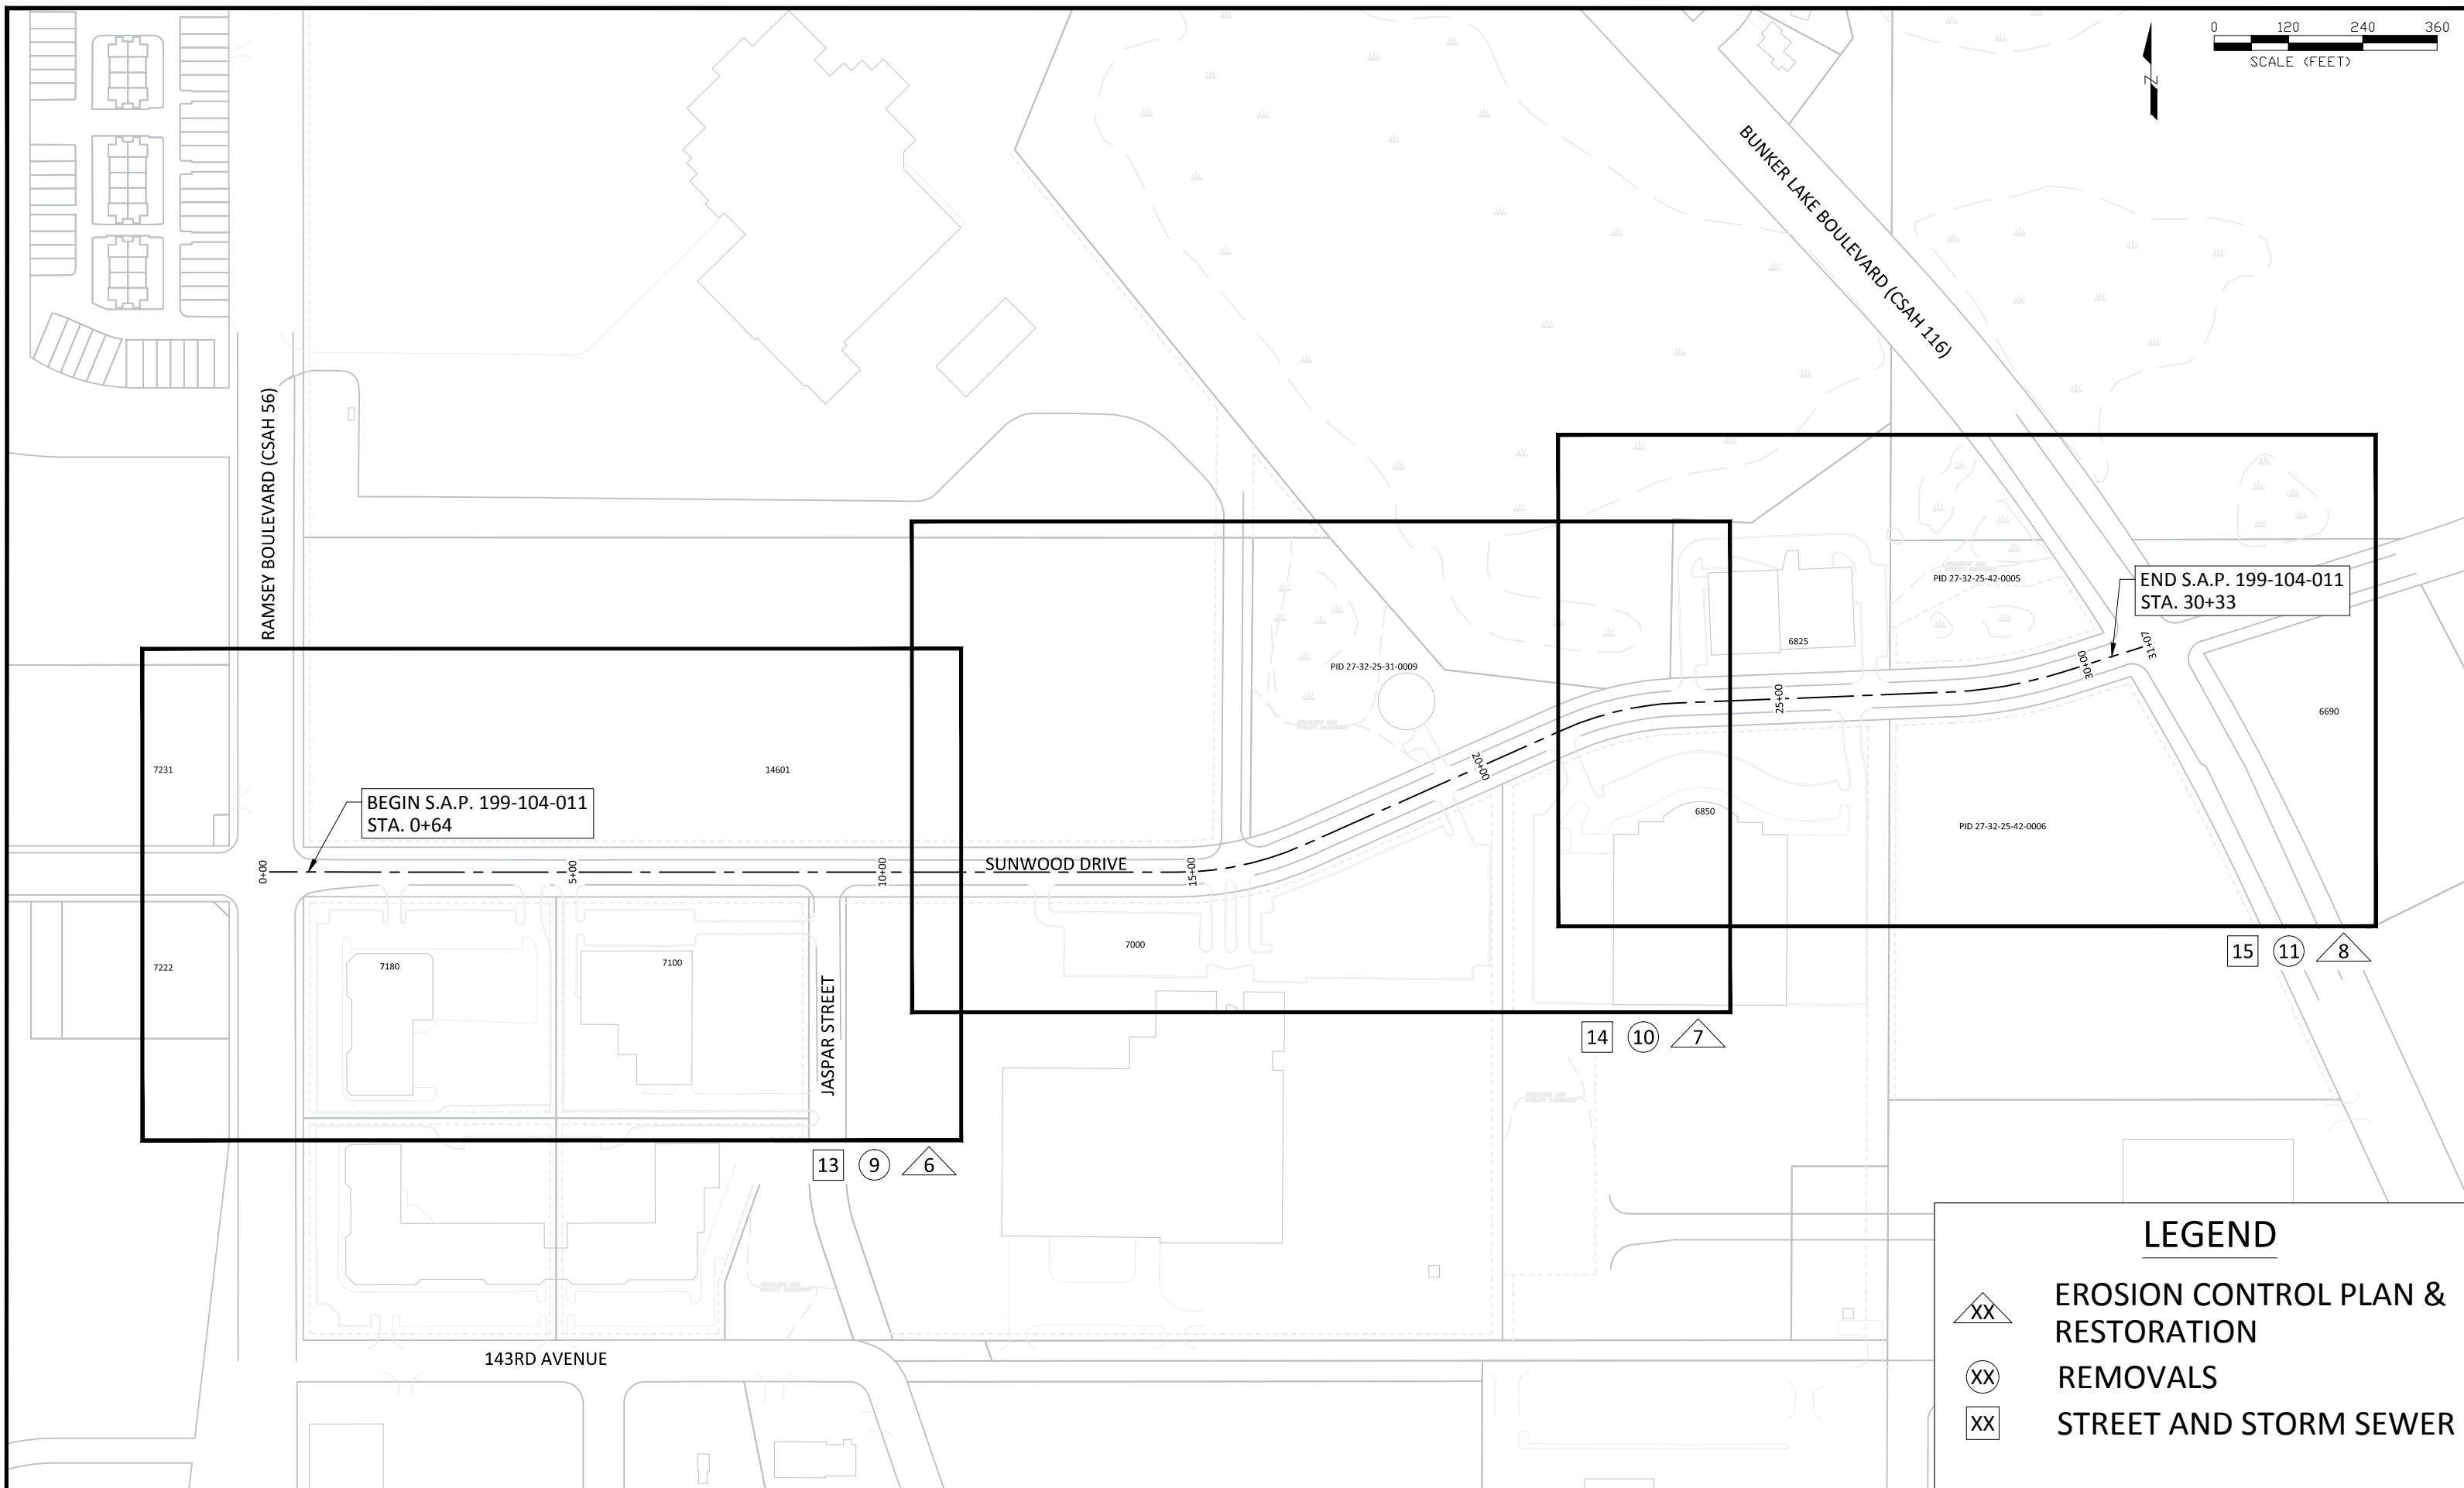 0 120 240 360
SCALE (FEET)
N
BUNKER LAKE BOULEVARD (CSAH 116)
RAMSEY BOULEVARD (CSAH 56)
PID 27-32-25-42-0005
END S.A.P. 199-104-011
STA. 30+33
6825
31+07
30+00
PID 27-32-25-31-0009
25+00
6690
7231
14601
20+00
BEGIN S.A.P. 199-104-011
STA. 0+64
6850
PID 27-32-25-42-0006
0+00
5+00
10+00
SUNWOOD DRIVE
15+00
7222
7180
7100
7000
15 11 8
JASPAR STREET
14 10 7
13 9 6
143RD AVENUE
LEGEND
XX EROSION CONTROL PLAN &
RESTORATION
XX REMOVALS
XX STREET AND STORM SEWER